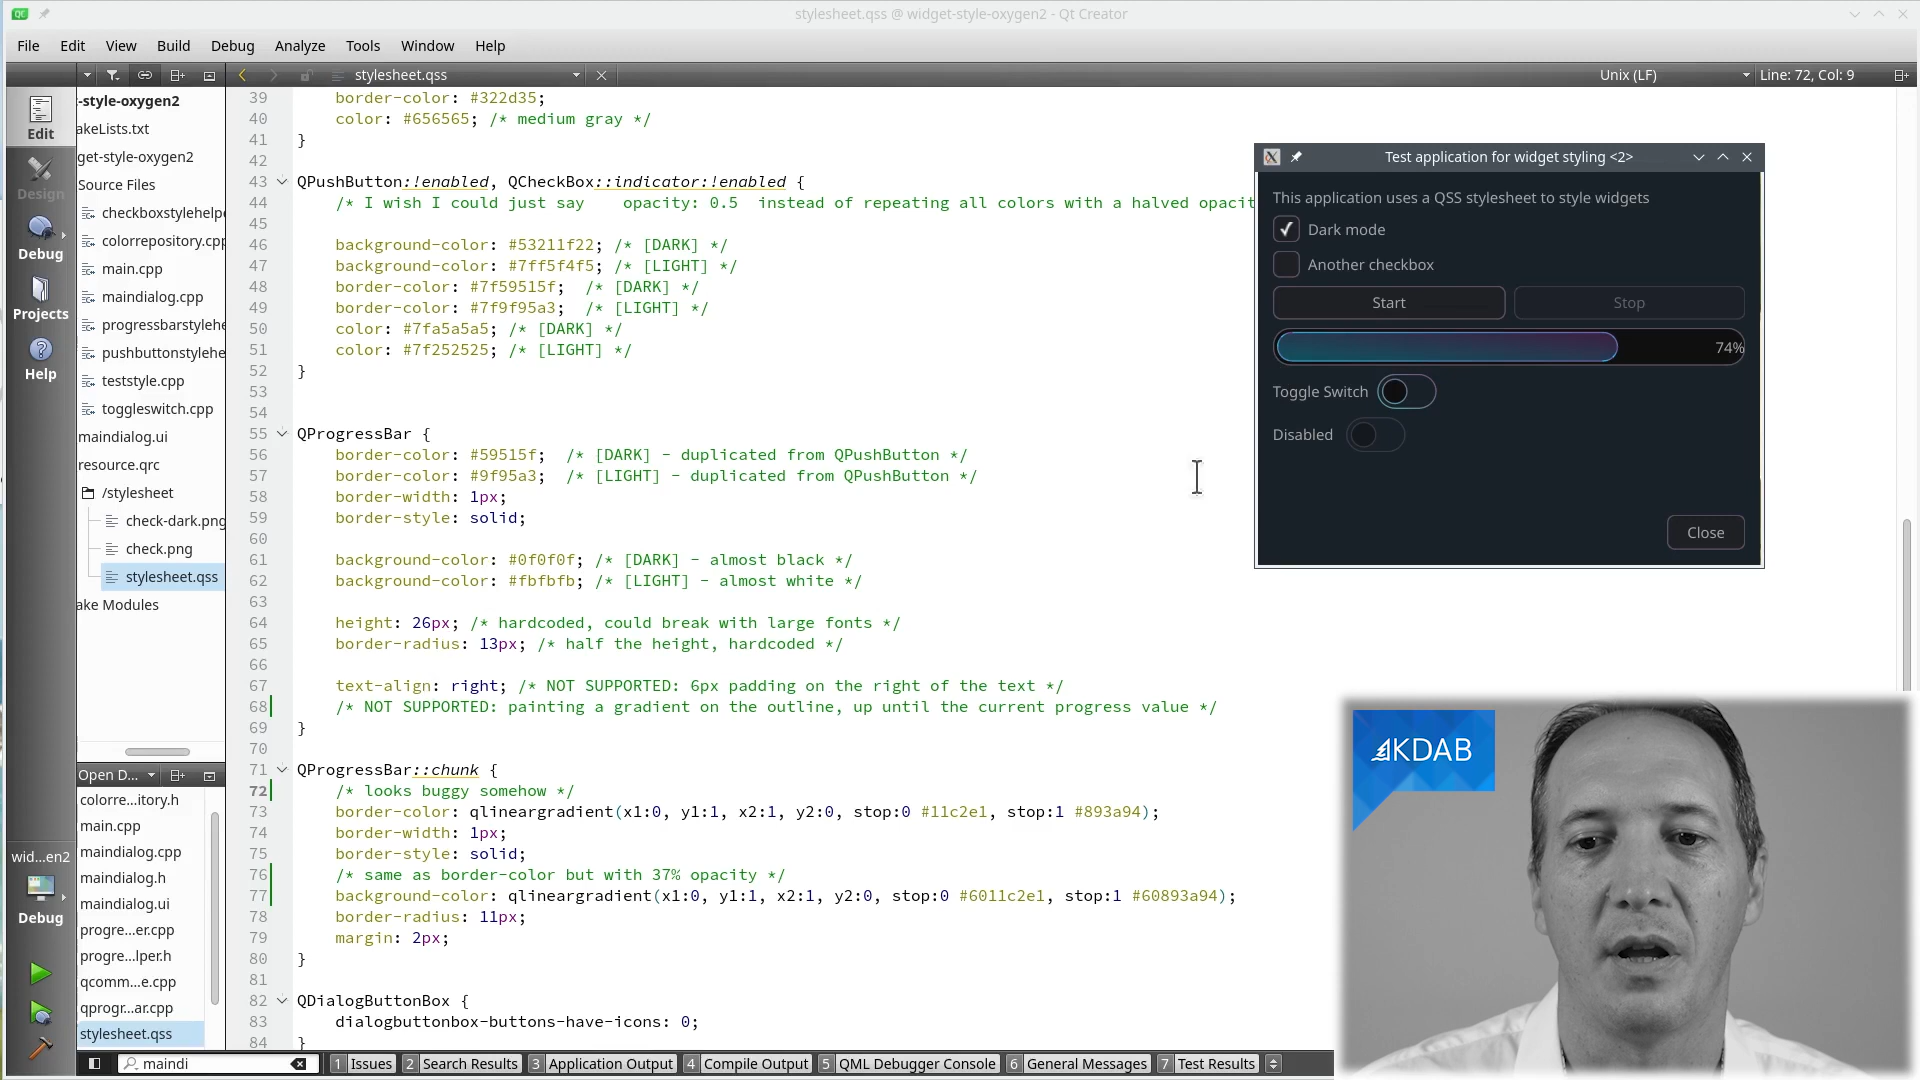 QC
stylesheet.qss @ widget-style-oxygen2 - Qt Creator
File Edit View Build Debug Analyze Tools Window Help
stylesheet.qss
Unix (LF)
Line: 72, Col: 9
Edit
Design
Debug
Projects
Help
wid...en2
Debug
-style-oxygen2
akeLists.txt
get-style-oxygen2
Source Files
checkboxstylehelpe
colorrepository.cpp
main.cpp
maindialog.cpp
progressbarstylehe
pushbuttonstylehe
teststyle.cpp
toggleswitch.cpp
maindialog.ui
resource.qrc
/stylesheet
check-dark.png
check.png
stylesheet.qss
ake Modules
Open D...
colorre...itory.h
main.cpp
maindialog.cpp
maindialog.h
maindialog.ui
progre...er.cpp
progre...lper.h
qcomm...e.cpp
qprogr...ar.cpp
stylesheet.qss
39 border-color: #322d35;
40 color: #656565; /* medium gray */
41 }
42
43 QPushButton:!enabled, QCheckBox::indicator:!enabled {
44 /* I wish I could just say    opacity: 0.5  instead of repeating all colors with a halved opacit
45
46 background-color: #53211f22; /* [DARK] */
47 background-color: #7ff5f4f5; /* [LIGHT] */
48 border-color: #7f59515f;  /* [DARK] */
49 border-color: #7f9f95a3;  /* [LIGHT] */
50 color: #7fa5a5a5; /* [DARK] */
51 color: #7f252525; /* [LIGHT] */
52 }
53
54
55 QProgressBar {
56 border-color: #59515f;  /* [DARK] - duplicated from QPushButton */
57 border-color: #9f95a3;  /* [LIGHT] - duplicated from QPushButton */
58 border-width: 1px;
59 border-style: solid;
60
61 background-color: #0f0f0f; /* [DARK] - almost black */
62 background-color: #fbfbfb; /* [LIGHT] - almost white */
63
64 height: 26px; /* hardcoded, could break with large fonts */
65 border-radius: 13px; /* half the height, hardcoded */
66
67 text-align: right; /* NOT SUPPORTED: 6px padding on the right of the text */
68 /* NOT SUPPORTED: painting a gradient on the outline, up until the current progress value */
69 }
70
71 QProgressBar::chunk {
72 /* looks buggy somehow */
73 border-color: qlineargradient(x1:0, y1:1, x2:1, y2:0, stop:0 #11c2e1, stop:1 #893a94);
74 border-width: 1px;
75 border-style: solid;
76 /* same as border-color but with 37% opacity */
77 background-color: qlineargradient(x1:0, y1:1, x2:1, y2:0, stop:0 #6011c2e1, stop:1 #60893a94);
78 border-radius: 11px;
79 margin: 2px;
80 }
81
82 QDialogButtonBox {
83 dialogbuttonbox-buttons-have-icons: 0;
84 }
Test application for widget styling <2>
This application uses a QSS stylesheet to style widgets
Dark mode
Another checkbox
Start Stop
74%
Toggle Switch
Disabled
Close
KDAB
maindi
1 Issues 2 Search Results 3 Application Output 4 Compile Output 5 QML Debugger Console 6 General Messages 7 Test Results